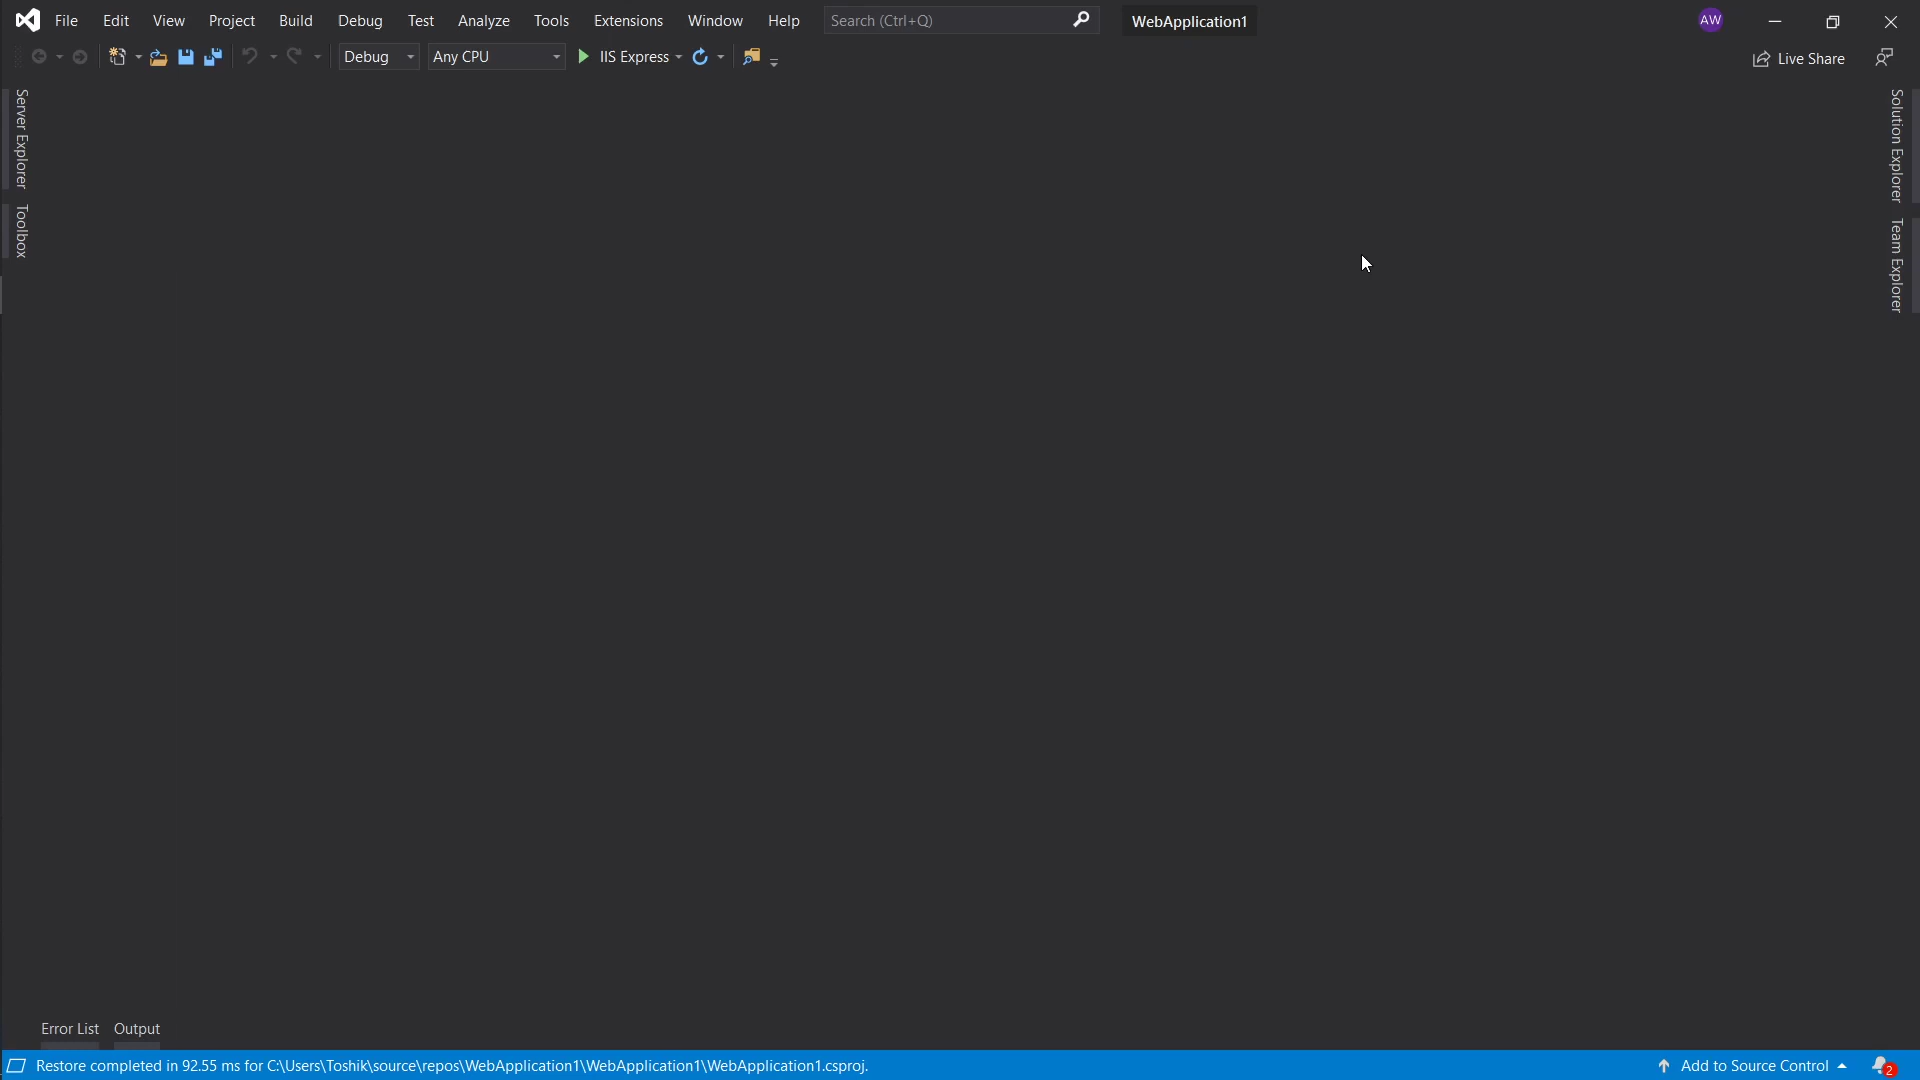 File Edit View Project Build Debug Test Analyze Tools Extensions Window Help Search (Ctrl+Q) WebApplication1 AW
Debug Any CPU IIS Express Live Share
Server Explorer
Toolbox
Solution Explorer
Team Explorer
Error List Output
Restore completed in 92.55 ms for C:\Users\Toshik\source\repos\WebApplication1\WebApplication1\WebApplication1.csproj. Add to Source Control 2